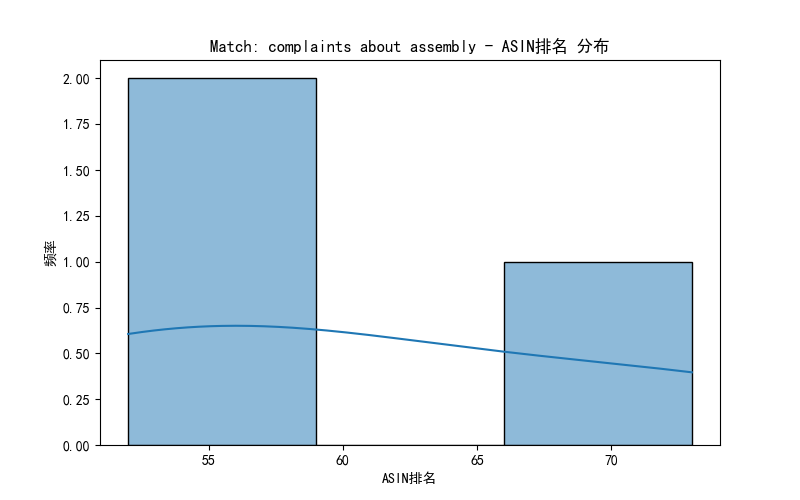 Match: complaints about assembly - ASIN排名 分布
频率
2.00
1.75
1.50
1.25
1.00
0.75
0.50
0.25
0.00
55 60 65 70
ASIN排名